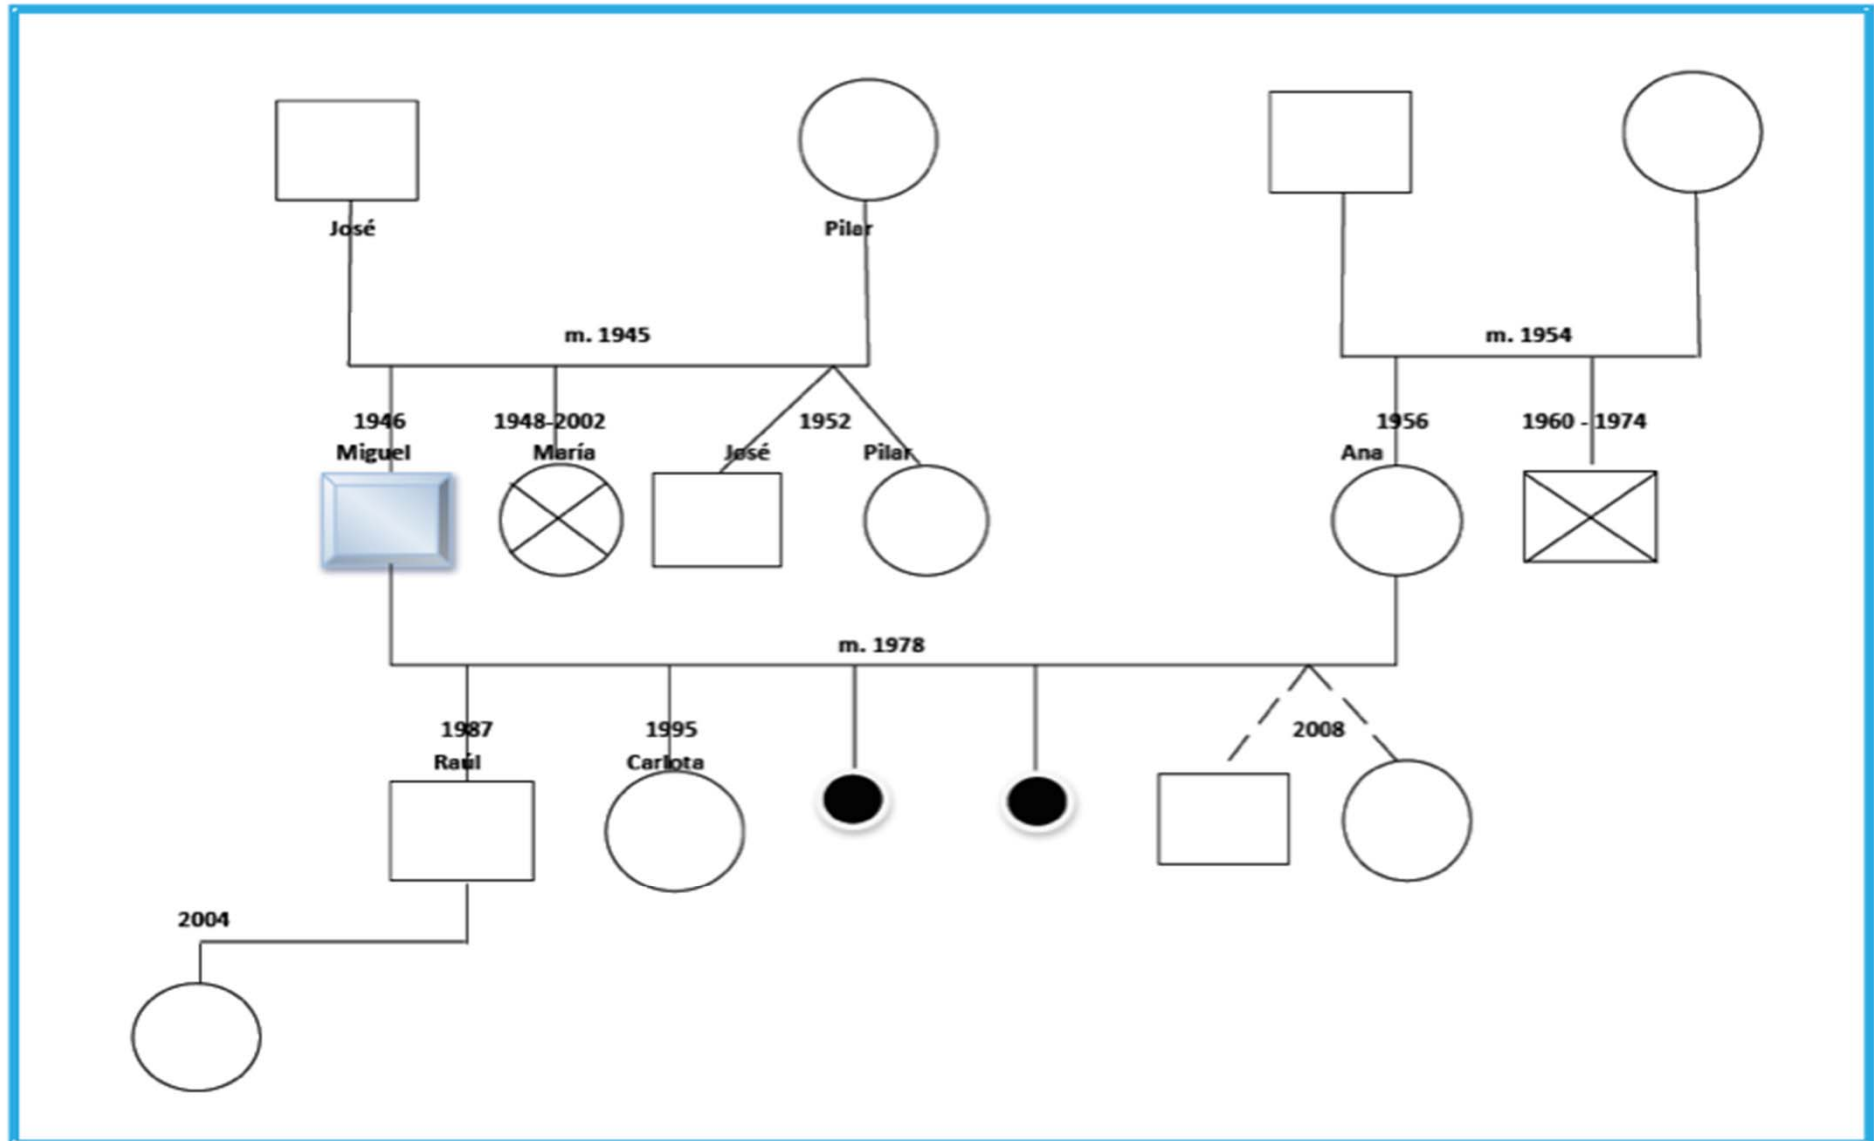 José
Pilar
m. 1945
m. 1954
1946
1948-2002
1952
1956
1960 - 1974
Miguel
María
José
Pilar
Ana
m. 1978
1987
1995
2008
Raúl
Carlota
2004